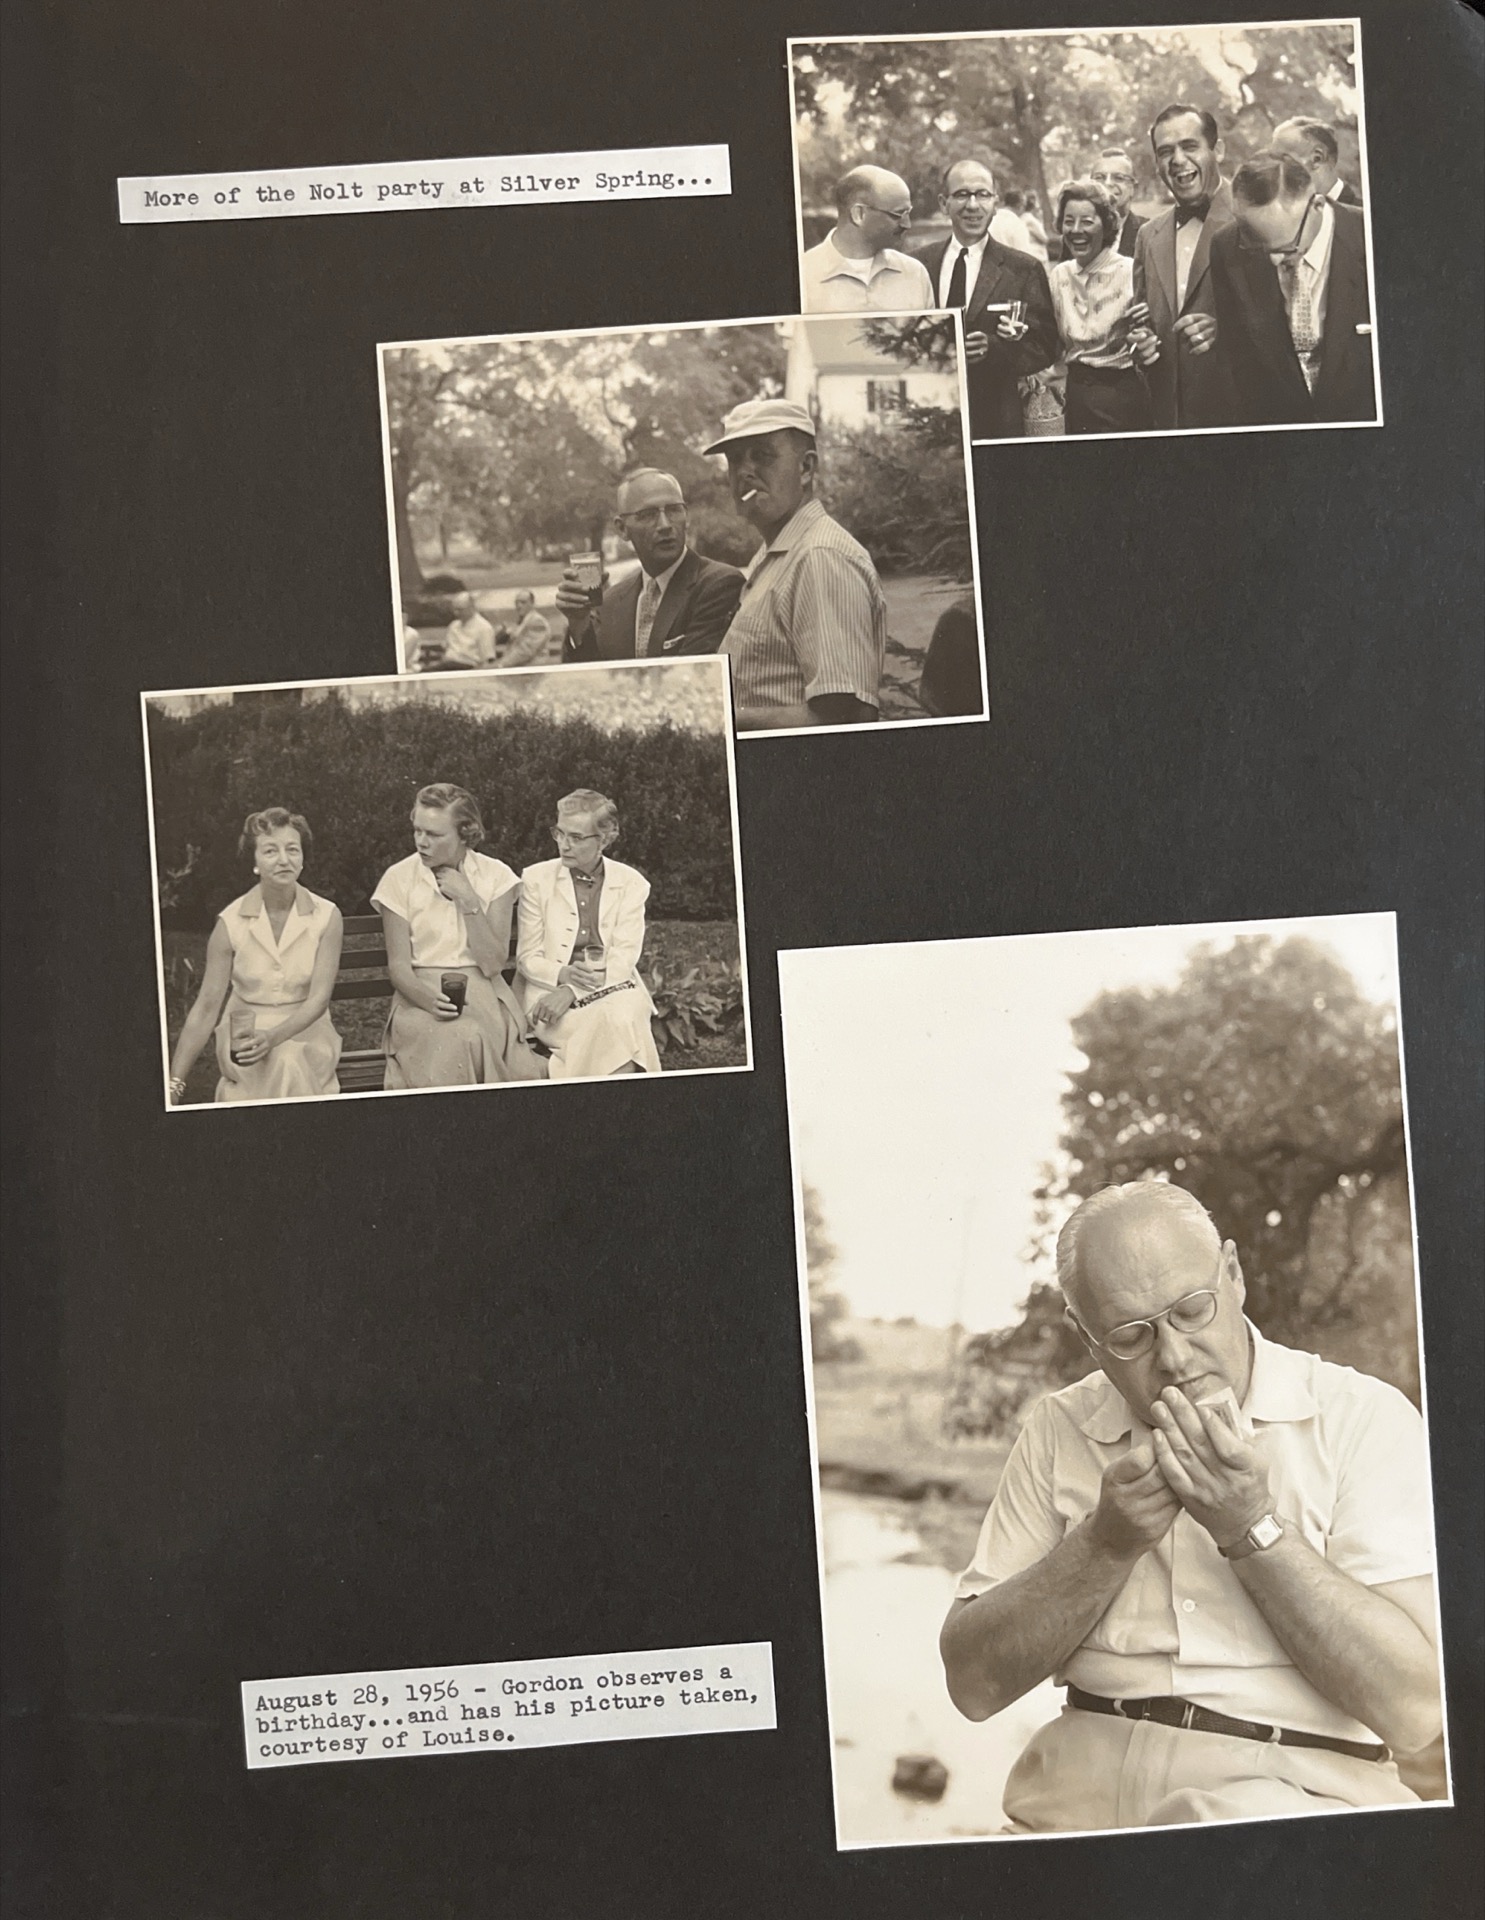 More of the Nolt party at Silver Spring...
August 28, 1956 - Gordon observes a
birthday...and has his picture taken,
courtesy of Louise.